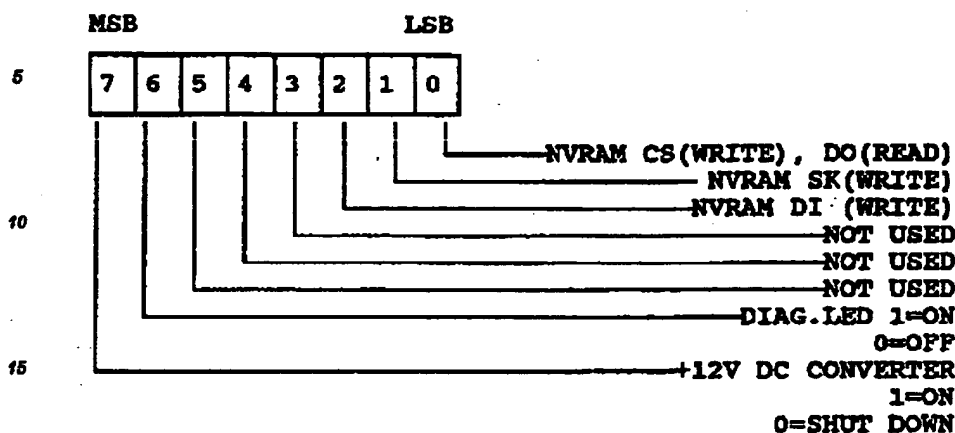 MSB LSB
5 7 6 5 4 3 2 1 0
NVRAM CS(WRITE), DO(READ)
NVRAM SK(WRITE)
NVRAM DI (WRITE)
10 NOT USED
NOT USED
NOT USED
DIAG.LED 1=ON
0=OFF
15 +12V DC CONVERTER
1=ON
0=SHUT DOWN